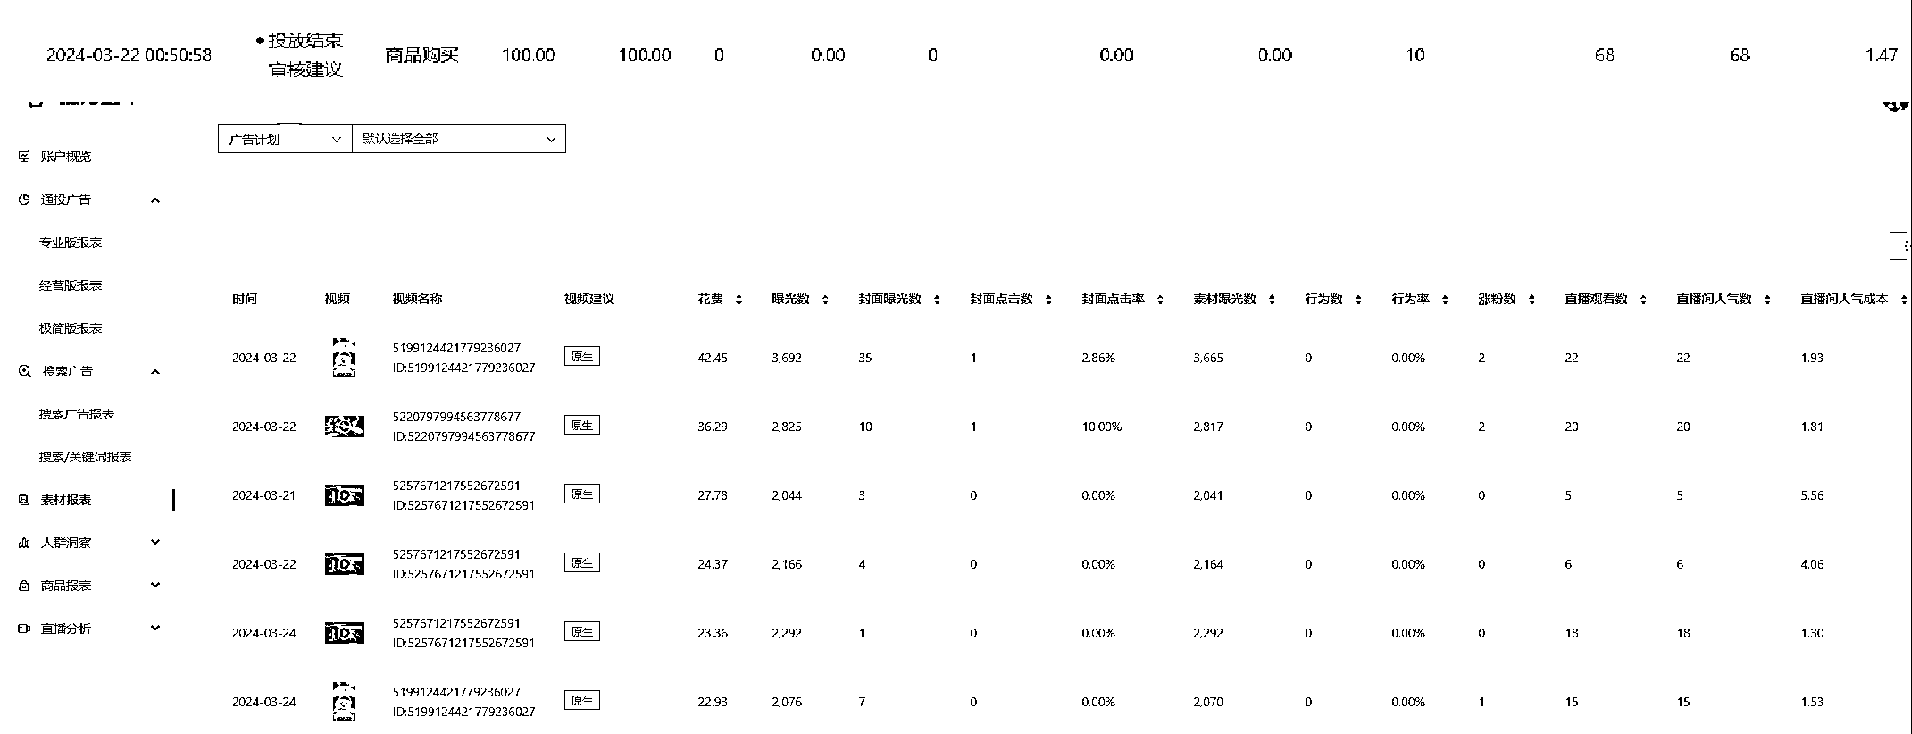 2024-03-22 00:50:58 •投放结束 商品购买 100.00 100.00 0 0.00 0 0.00 0.00 10 68 68 1.47
审核建议
广告计划 默认选择全部
账户概览
通投广告
专业版报表
经营版报表
极简版报表
搜索广告
搜索广告报表
搜索/关键词报表
素材报表
人群洞察
商品报表
直播分析
时间 视频 视频名称 视频建议 花费 曝光数 封面曝光数 封面点击数 封面点击率 素材曝光数 行为数 行为率 涨粉数 直播观看数 直播间人气数 直播间人气成本
2024-03-22 5199124421779236027 原生 42.45 3,692 35 1 2.86% 3,665 0 0.00% 2 22 22 1.93
ID:5199124421779236027
2024-03-22 5220797994563778677 原生 36.29 2,825 10 1 10.00% 2,817 0 0.00% 2 20 20 1.81
ID:5220797994563778677
2024-03-21 5257671217552672591 原生 27.78 2,044 3 0 0.00% 2,041 0 0.00% 0 5 5 5.56
ID:5257671217552672591
2024-03-22 5257671217552672591 原生 24.37 2,166 4 0 0.00% 2,164 0 0.00% 0 6 6 4.06
ID:5257671217552672591
2024-03-24 5257671217552672591 原生 23.36 2,292 1 0 0.00% 2,292 0 0.00% 0 18 18 1.30
ID:5257671217552672591
2024-03-24 5199124421779236027 原生 22.93 2,076 7 0 0.00% 2,070 0 0.00% 1 15 15 1.53
ID:5199124421779236027